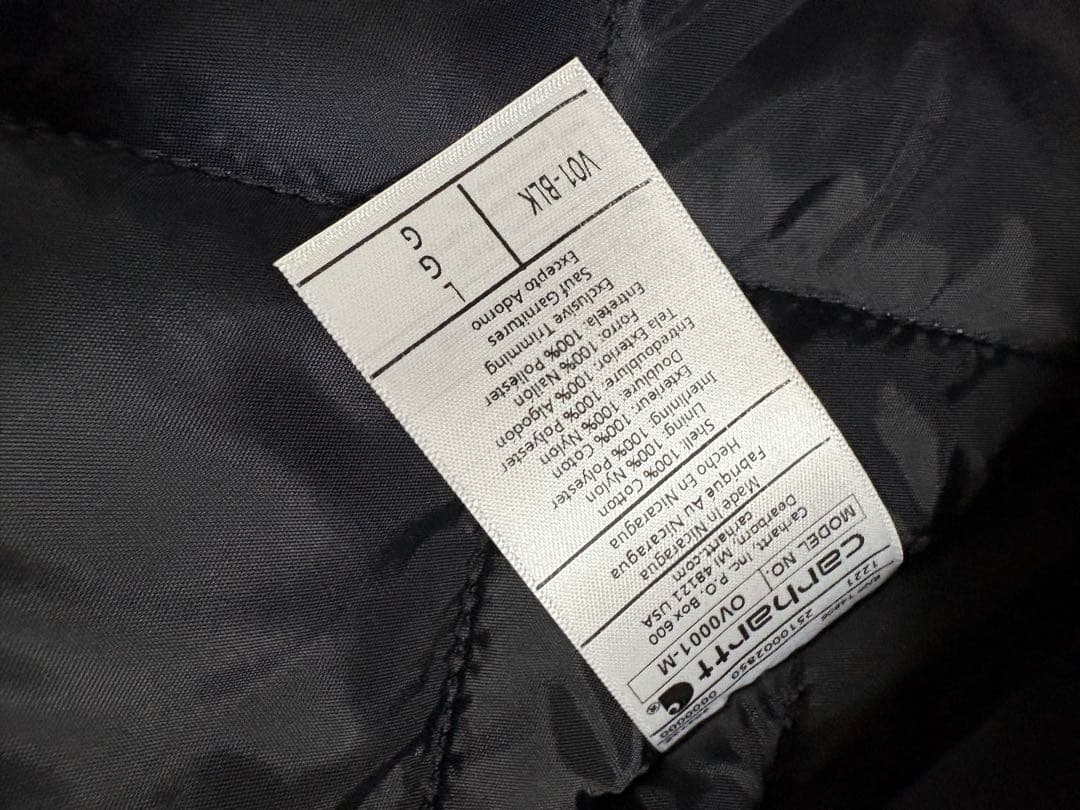 1221
carhartt ®
MODEL NO. OV0001-M
Carhartt, Inc. P.O. Box 600
Dearborn, MI 48121 USA
carhartt.com
Made in Nicaragua
Fabriqué Au Nicaragua
Hecho En Nicaragua
Shell: 100% Cotton
Lining: 100% Nylon
Interlining: 100% Polyester
Exterieur: 100% Coton
Doublure: 100% Nylon
Entredoublure: 100% Polyester
Tela Exterior: 100% Algodon
Forro: 100% Nailon
Entretela: 100% Poliester
Exclusive Trimming
Sauf Garnitures
Excepto Adorno
V01-BLK
L
G
G